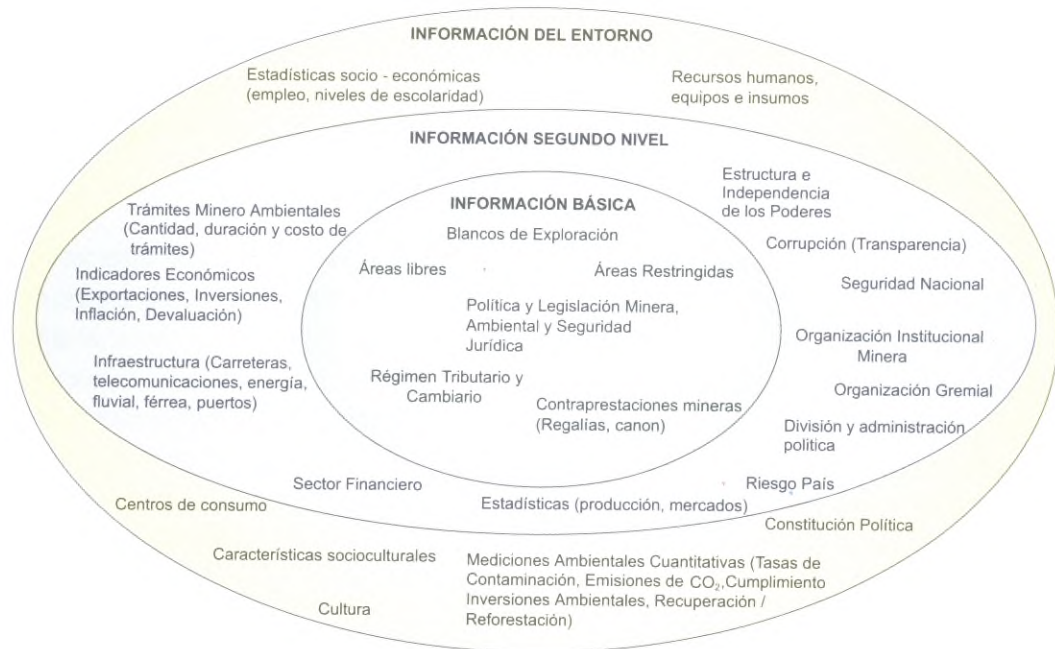 INFORMACIÓN DEL ENTORNO
Estadísticas socio - económicas
(empleo, niveles de escolaridad)
Recursos humanos,
equipos e insumos
INFORMACIÓN SEGUNDO NIVEL
Estructura e
Independencia
de los Poderes
Trámites Minero Ambientales
(Cantidad, duración y costo de
trámites)
Indicadores Económicos
(Exportaciones, Inversiones,
Inflación, Devaluación)
Infraestructura (Carreteras,
telecomunicaciones, energía,
fluvial, férrea, puertos)
INFORMACIÓN BÁSICA
Blancos de Exploración
Áreas libres
Áreas Restringidas
Política y Legislación Minera,
Ambiental y Seguridad
Jurídica
Régimen Tributario y
Cambiario
Contraprestaciones mineras
(Regalías, canon)
Corrupción (Transparencia)
Seguridad Nacional
Organización Institucional
Minera
Organización Gremial
División y administración
politica
Riesgo País
Sector Financiero
Estadísticas (producción, mercados)
Centros de consumo
Constitución Política
Características socioculturales
Mediciones Ambientales Cuantitativas (Tasas de
Contaminación, Emisiones de CO₂,Cumplimiento
Inversiones Ambientales, Recuperación /
Reforestación)
Cultura